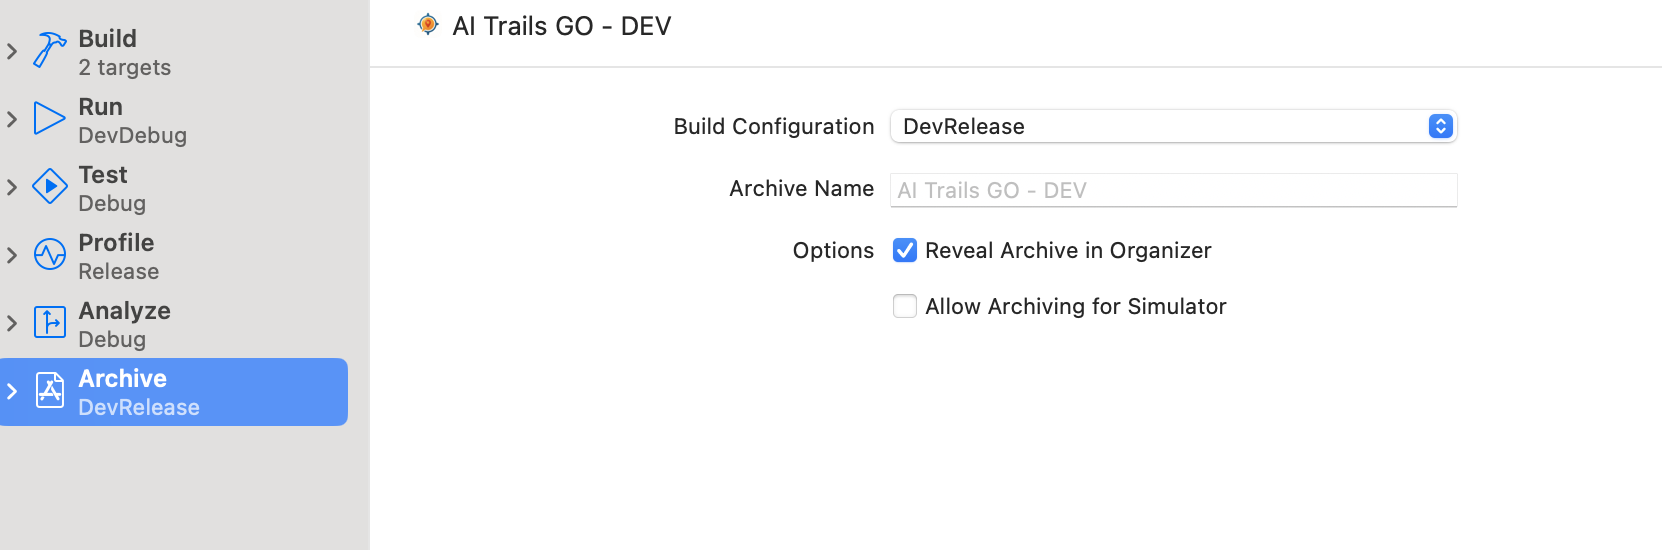 Build
2 targets
Run
DevDebug
Test
Debug
Profile
Release
Analyze
Debug
Archive
DevRelease
AI Trails GO - DEV
Build Configuration DevRelease
Archive Name AI Trails GO - DEV
Options Reveal Archive in Organizer
Allow Archiving for Simulator